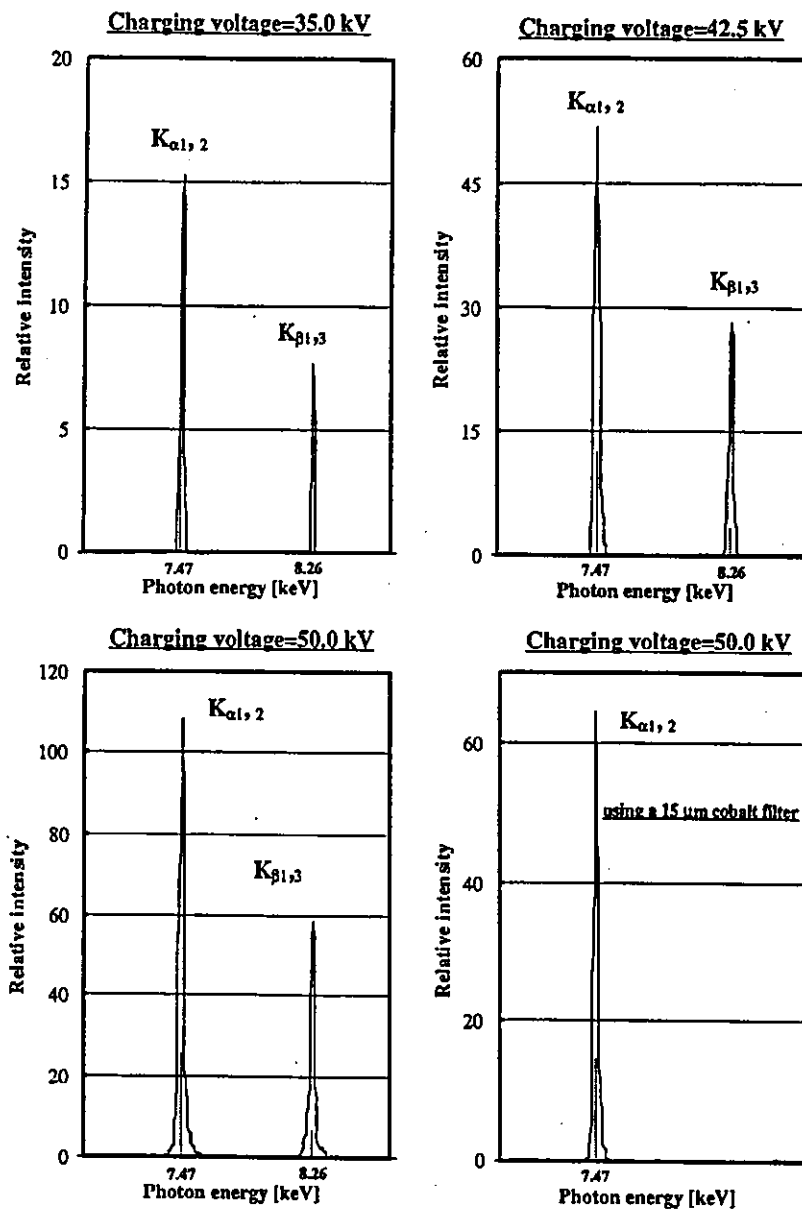 Charging voltage=35.0 kV
20
15
10
5
0
Relative intensity
Kα1, 2
Kβ1,3
7.47
8.26
Photon energy [keV]
Charging voltage=42.5 kV
60
45
30
15
0
Relative intensity
Kα1, 2
Kβ1,3
7.47
8.26
Photon energy [keV]
Charging voltage=50.0 kV
120
100
80
60
40
20
0
Relative intensity
Kα1, 2
Kβ1,3
7.47
8.26
Photon energy [keV]
Charging voltage=50.0 kV
60
40
20
0
Relative intensity
Kα1, 2
using a 15 μm cobalt filter
7.47
Photon energy [keV]